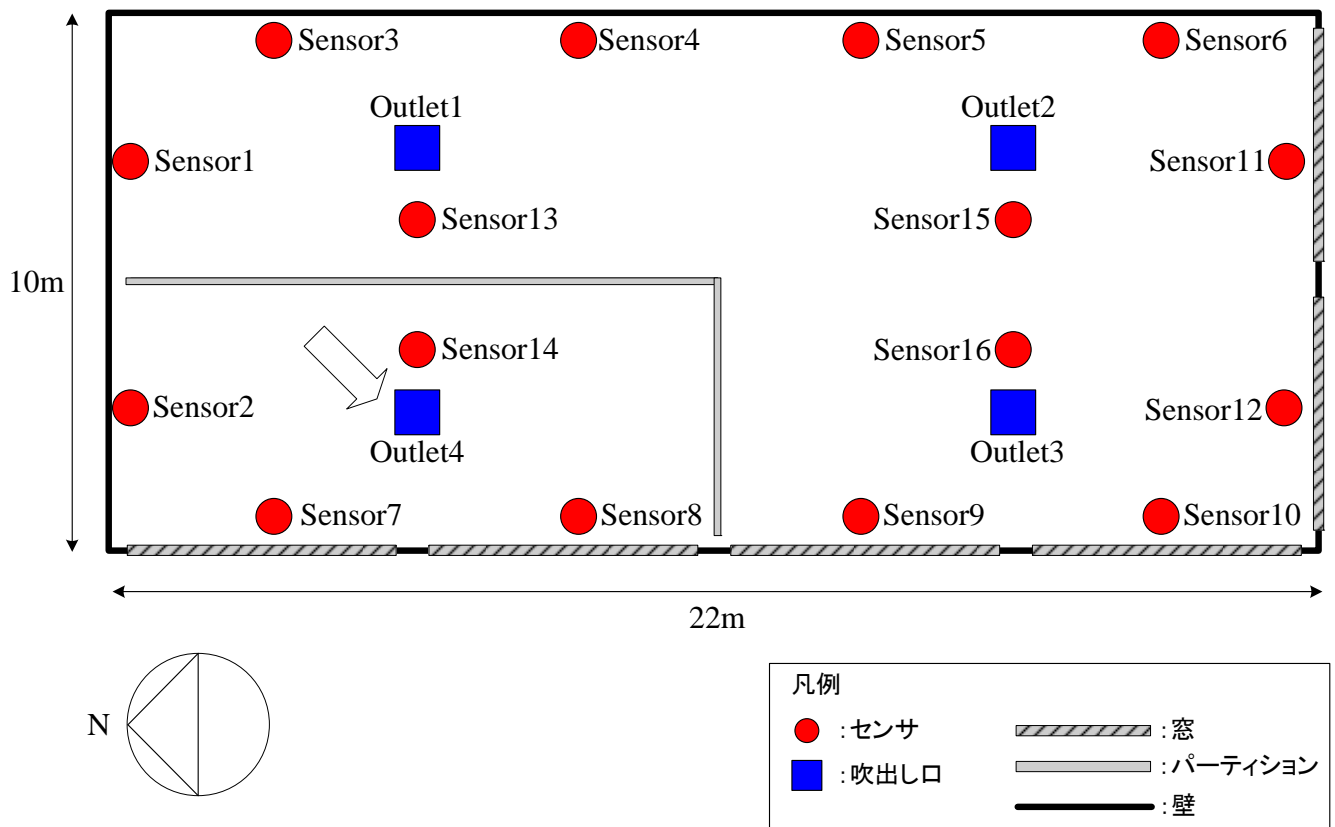 Sensor3
Sensor4
Sensor5
Sensor6
Outlet1
Outlet2
Sensor1
Sensor11
Sensor13
Sensor15
10m
Sensor14
Sensor16
Sensor2
Sensor12
Outlet4
Outlet3
Sensor7
Sensor8
Sensor9
Sensor10
22m
N
凡例
:センサ
:窓
:吹出し口
:パーティション
:壁